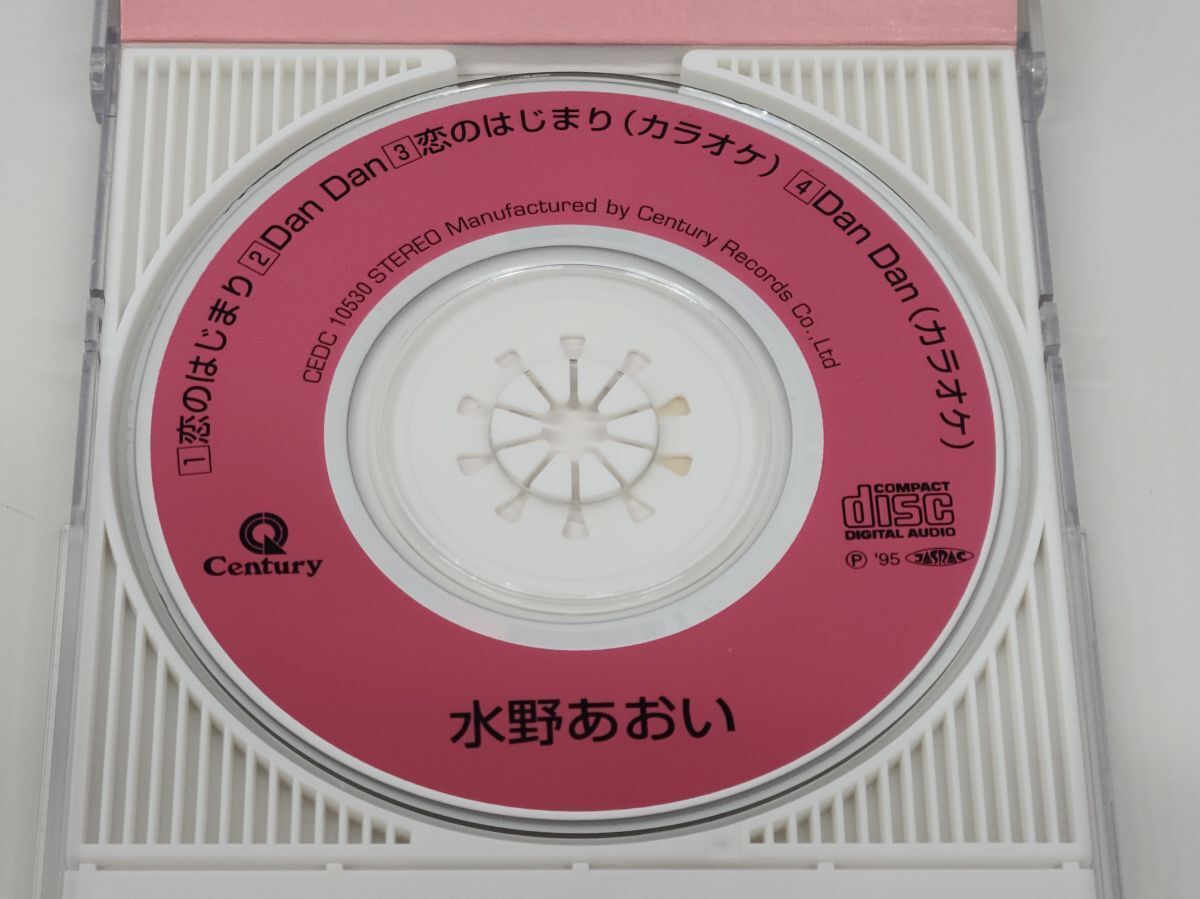 1恋のはじまり 2Dan Dan 3恋のはじまり(カラオケ) 4Dan Dan(カラオケ)
CEDC 10530 STEREO Manufactured by Century Records Co.,Ltd
Century
COMPACT
disc
DIGITAL AUDIO
Ⓟ '95 JASRAC
水野あおい